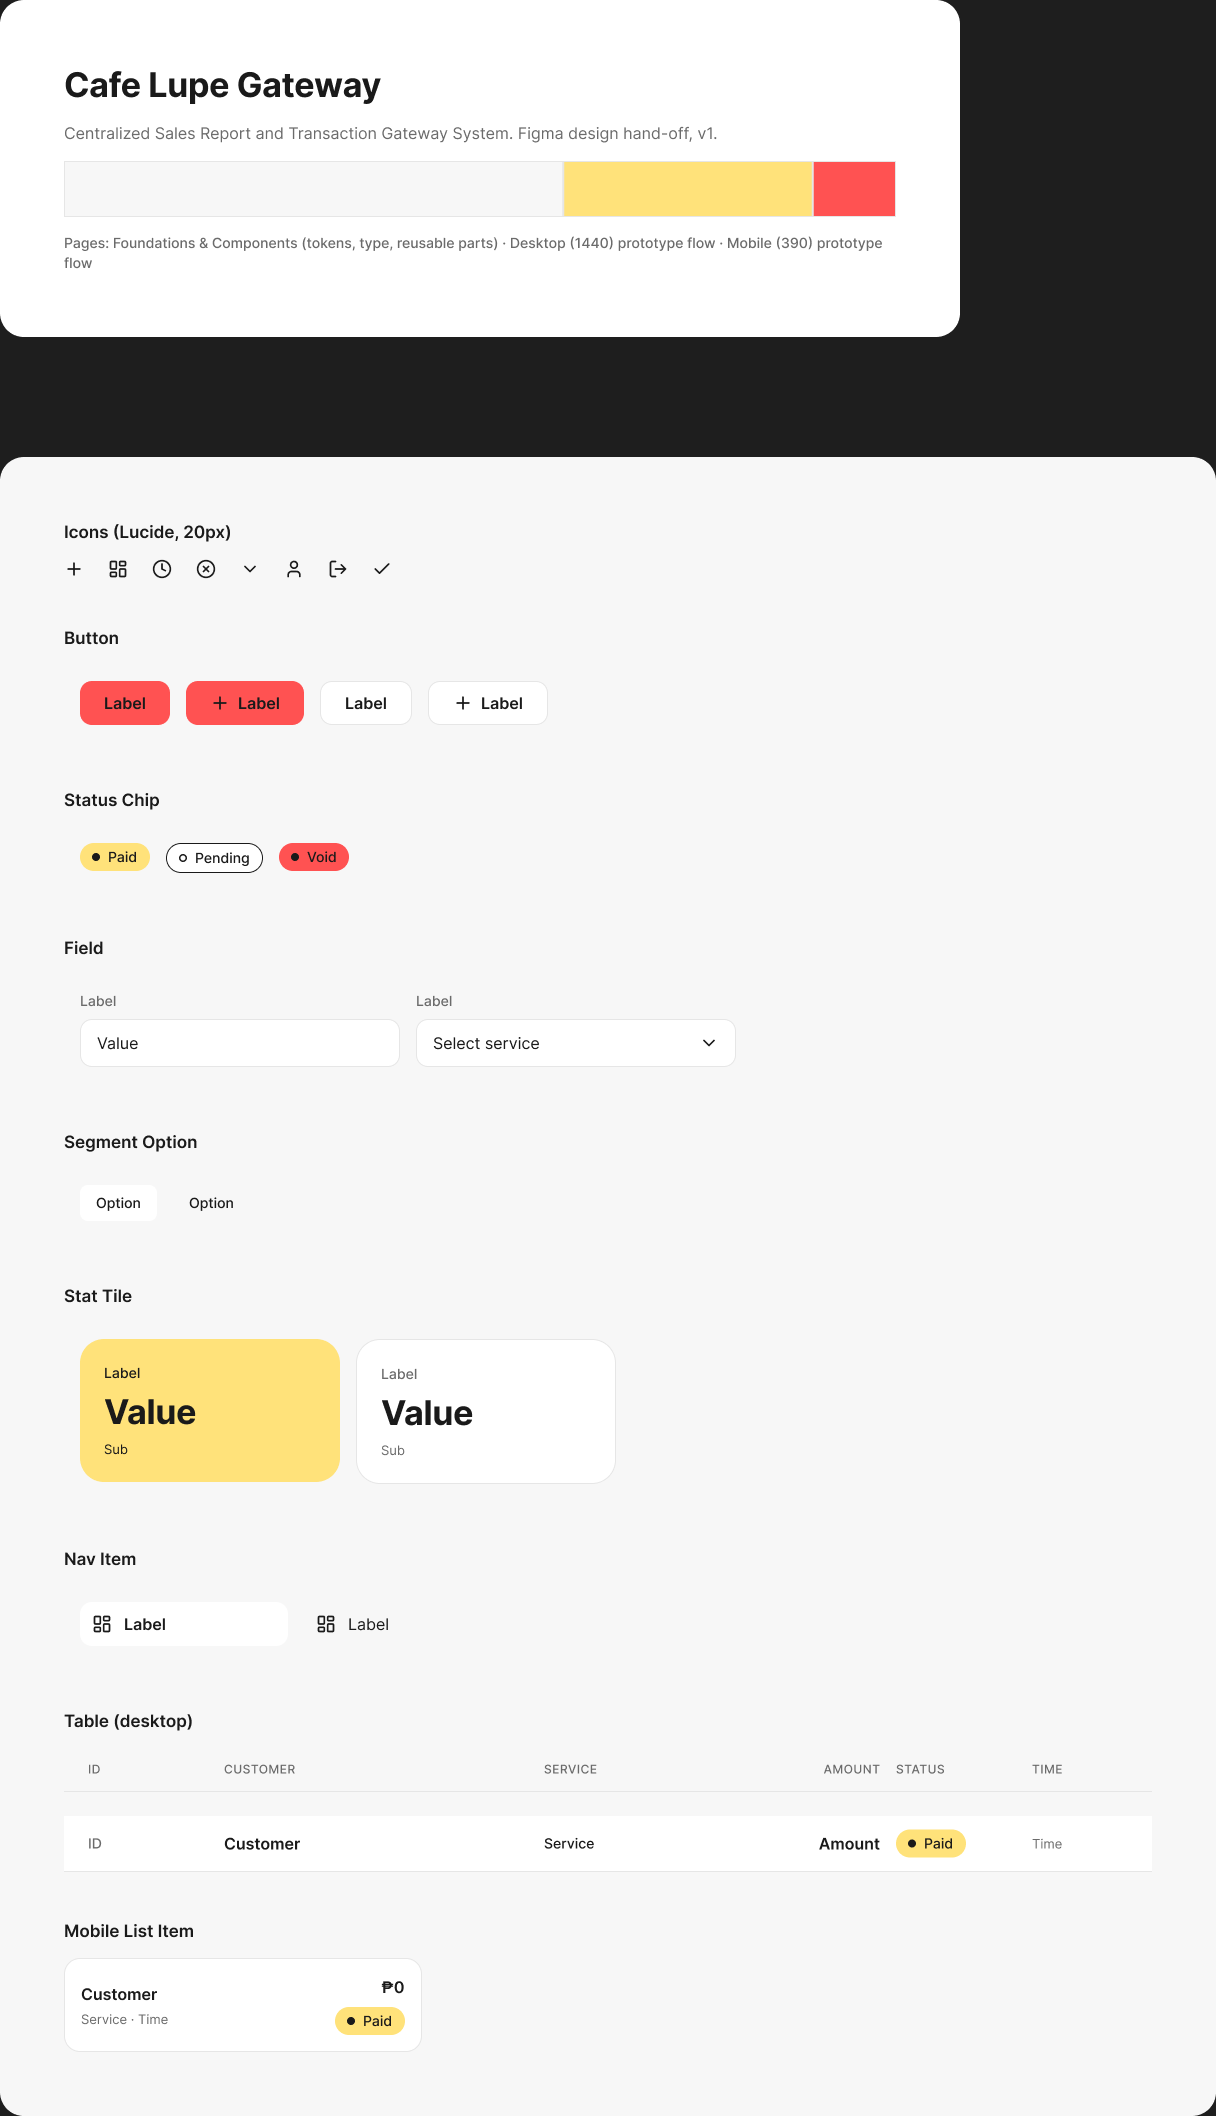 Cafe Lupe Gateway
Centralized Sales Report and Transaction Gateway System. Figma design hand-off, v1.
Pages: Foundations & Components (tokens, type, reusable parts) · Desktop (1440) prototype flow · Mobile (390) prototype
flow
Icons (Lucide, 20px)
Button
Label Label Label Label
Status Chip
Paid Pending Void
Field
Label Label
Value Select service
Segment Option
Option Option
Stat Tile
Label Label
Value Value
Sub Sub
Nav Item
Label Label
Table (desktop)
ID CUSTOMER SERVICE AMOUNT STATUS TIME
ID Customer Service Amount Paid Time
Mobile List Item
Customer ₱0
Service · Time Paid